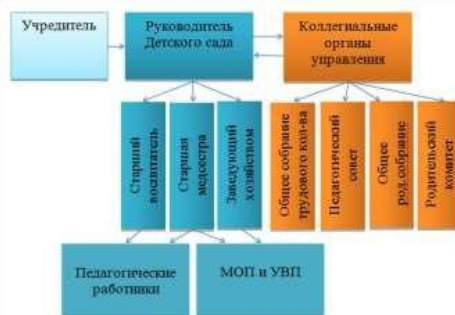 Учредитель
Руководитель
Детского сада
Коллегиальные
органы
управления
Старший
воспитатель
Старшая
медсестра
Заведующий
хозяйством
Общее собрание
трудового кол-ва
Педагогический
совет
Общее
род.собрание
Родительский
комитет
Педагогические
работники
МОП и УВП